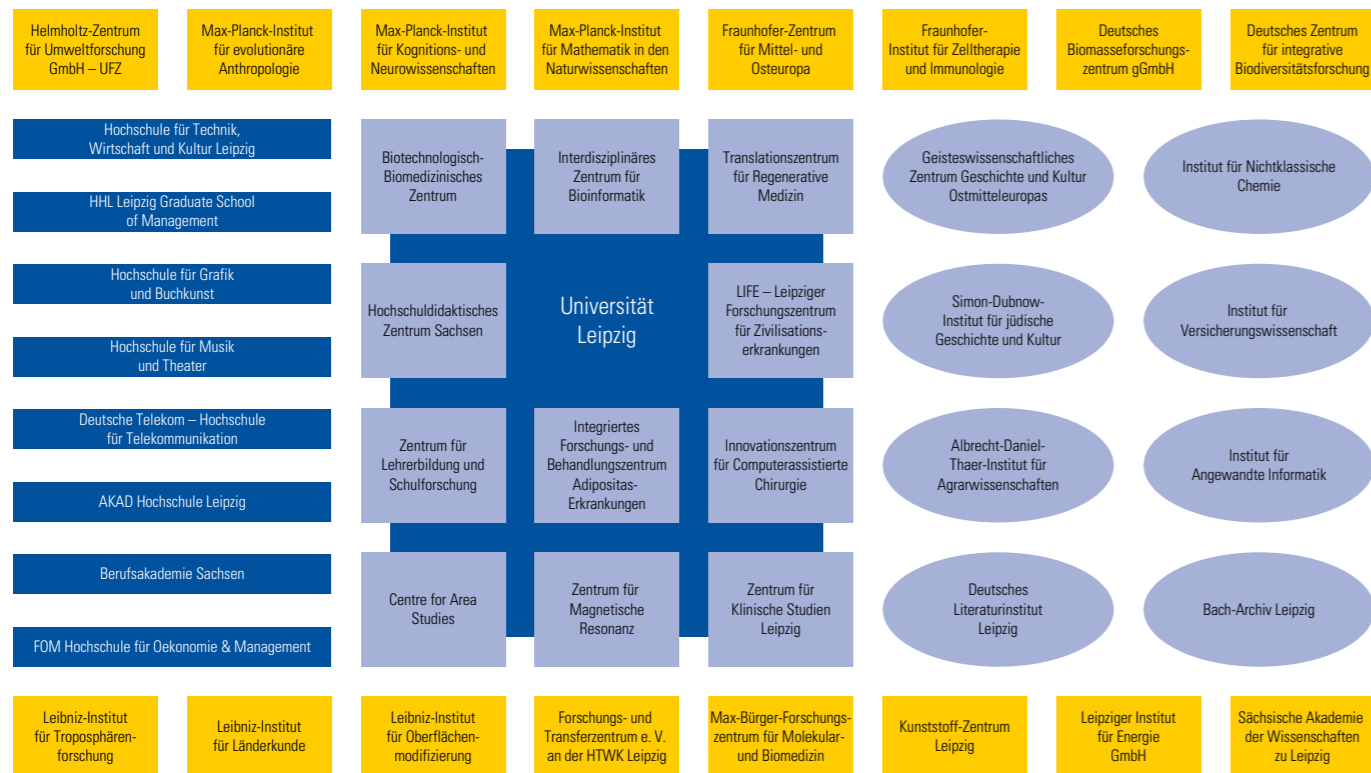 Helmholtz-Zentrum
für Umweltforschung
GmbH – UFZ
Max-Planck-Institut
für evolutionäre
Anthropologie
Max-Planck-Institut
für Kognitions- und
Neurowissenschaften
Max-Planck-Institut
für Mathematik in den
Naturwissenschaften
Fraunhofer-Zentrum
für Mittel- und
Osteuropa
Fraunhofer-
Institut für Zelltherapie
und Immunologie
Deutsches
Biomasseforschungs-
zentrum gGmbH
Deutsches Zentrum
für integrative
Biodiversitätsforschung
Hochschule für Technik,
Wirtschaft und Kultur Leipzig
HHL Leipzig Graduate School
of Management
Hochschule für Grafik
und Buchkunst
Hochschule für Musik
und Theater
Deutsche Telekom – Hochschule
für Telekommunikation
AKAD Hochschule Leipzig
Berufsakademie Sachsen
FOM Hochschule für Oekonomie & Management
Biotechnologisch-
Biomedizinisches
Zentrum
Interdisziplinäres
Zentrum für
Bioinformatik
Translationszentrum
für Regenerative
Medizin
Hochschuldidaktisches
Zentrum Sachsen
Universität
Leipzig
LIFE – Leipziger
Forschungszentrum
für Zivilisations-
erkrankungen
Zentrum für
Lehrerbildung und
Schulforschung
Integriertes
Forschungs- und
Behandlungszentrum
Adipositas-
Erkrankungen
Innovationszentrum
für Computerassistierte
Chirurgie
Centre for Area
Studies
Zentrum für
Magnetische
Resonanz
Zentrum für
Klinische Studien
Leipzig
Geisteswissenschaftliches
Zentrum Geschichte und Kultur
Ostmitteleuropas
Institut für Nichtklassische
Chemie
Simon-Dubnow-
Institut für jüdische
Geschichte und Kultur
Institut für
Versicherungswissenschaft
Albrecht-Daniel-
Thaer-Institut für
Agrarwissenschaften
Institut für
Angewandte Informatik
Deutsches
Literaturinstitut
Leipzig
Bach-Archiv Leipzig
Leibniz-Institut
für Troposphären-
forschung
Leibniz-Institut
für Länderkunde
Leibniz-Institut
für Oberflächen-
modifizierung
Forschungs- und
Transferzentrum e. V.
an der HTWK Leipzig
Max-Bürger-Forschungs-
zentrum für Molekular-
und Biomedizin
Kunststoff-Zentrum
Leipzig
Leipziger Institut
für Energie
GmbH
Sächsische Akademie
der Wissenschaften
zu Leipzig